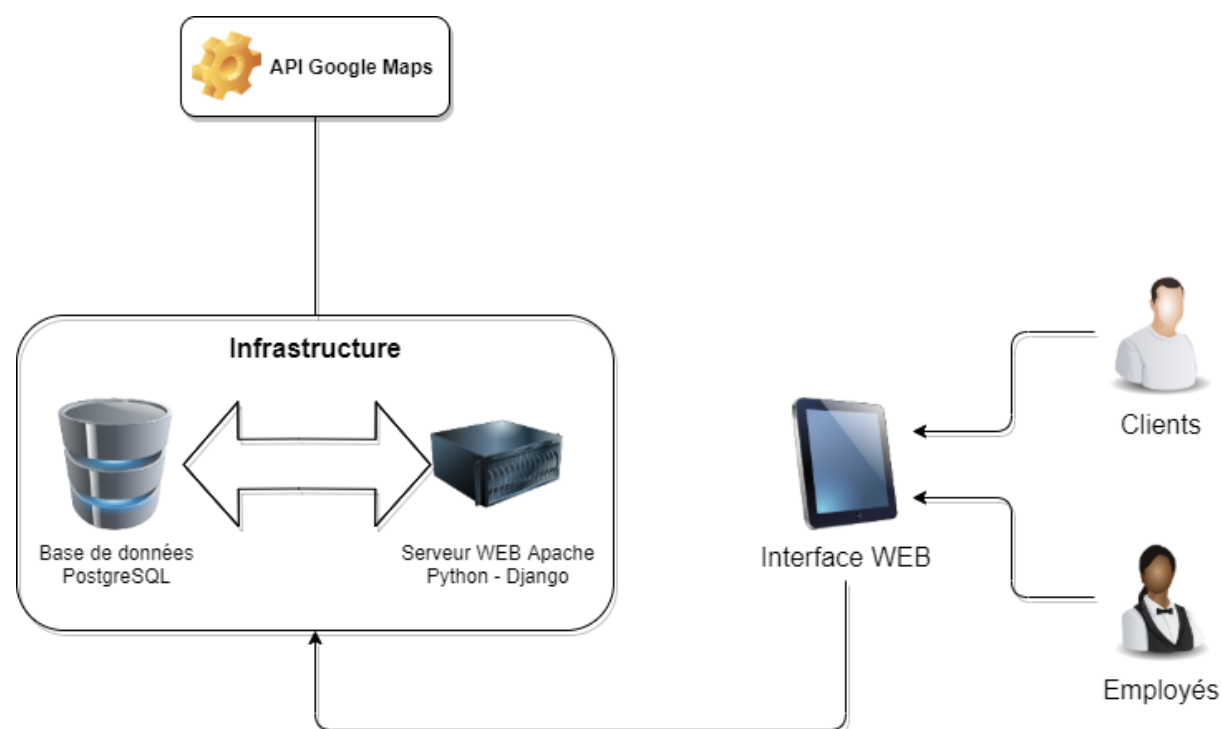 API Google Maps
Infrastructure
Base de données
PostgreSQL
Serveur WEB Apache
Python - Django
Interface WEB
Clients
Employés